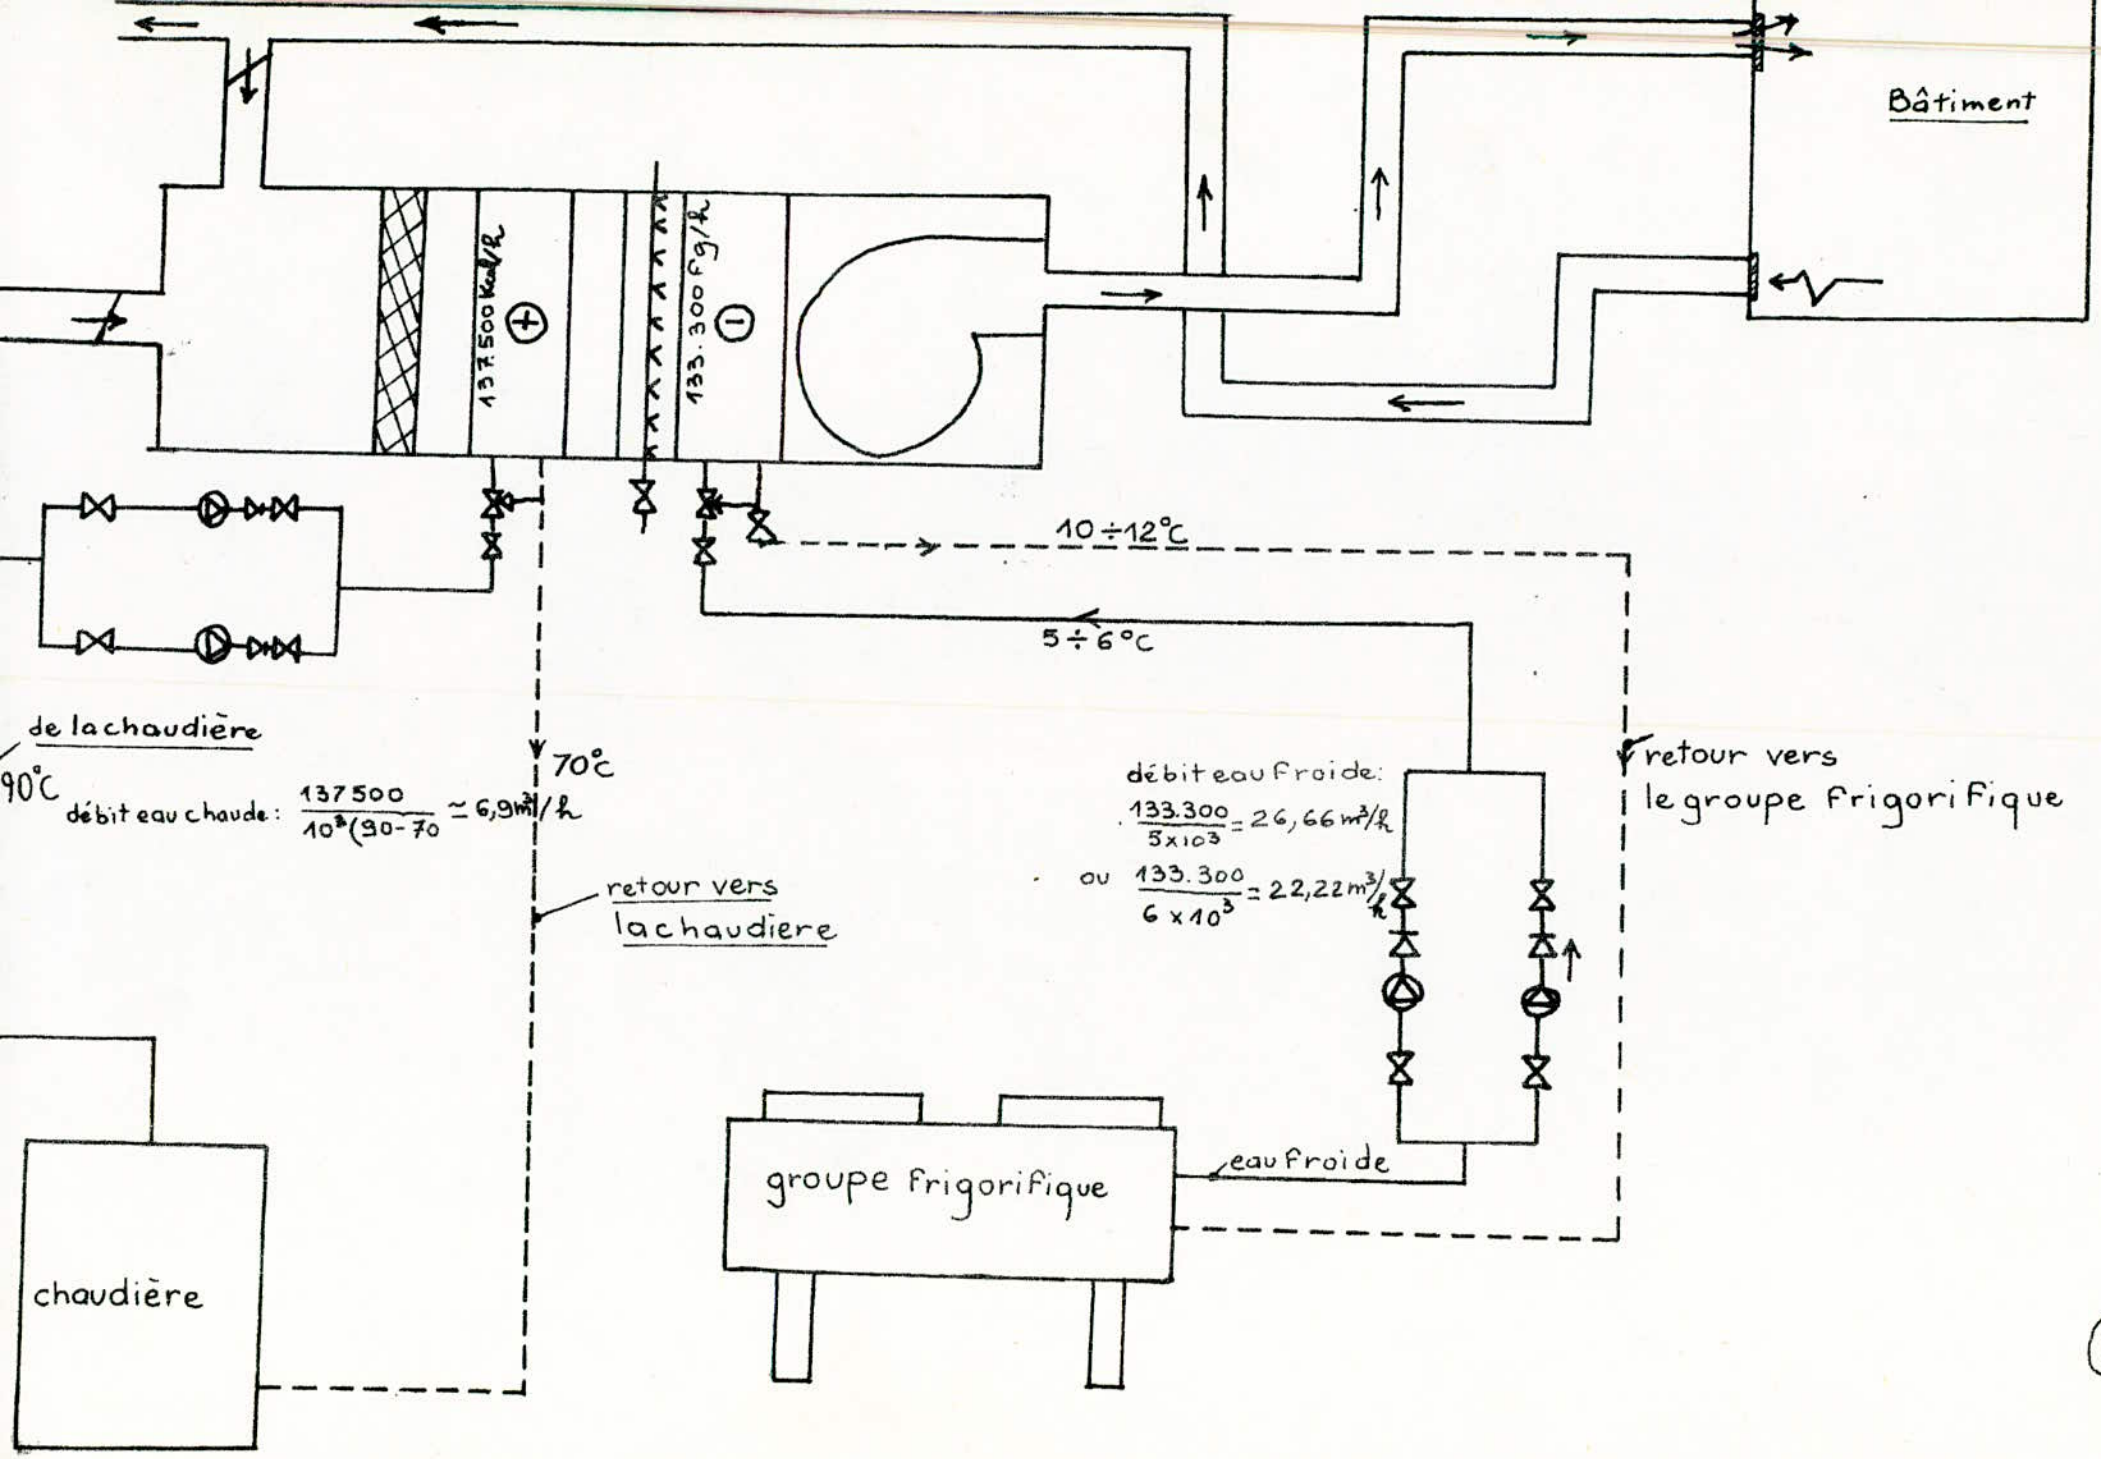 Bâtiment
137.500 Kcal/h
+
133.300 Fg/h
-
10÷12°C
5÷6°C
de la chaudière
90°C
70°C
débit eau chaude: 137500 / 10³(90-70 ≃ 6,9 m³/h
débit eau froide:
133.300 / 5x10³ = 26,66 m³/h
ou 133.300 / 6 x 10³ = 22,22 m³/h
retour vers
le groupe frigorifique
retour vers
la chaudiere
eau froide
groupe frigorifique
chaudière